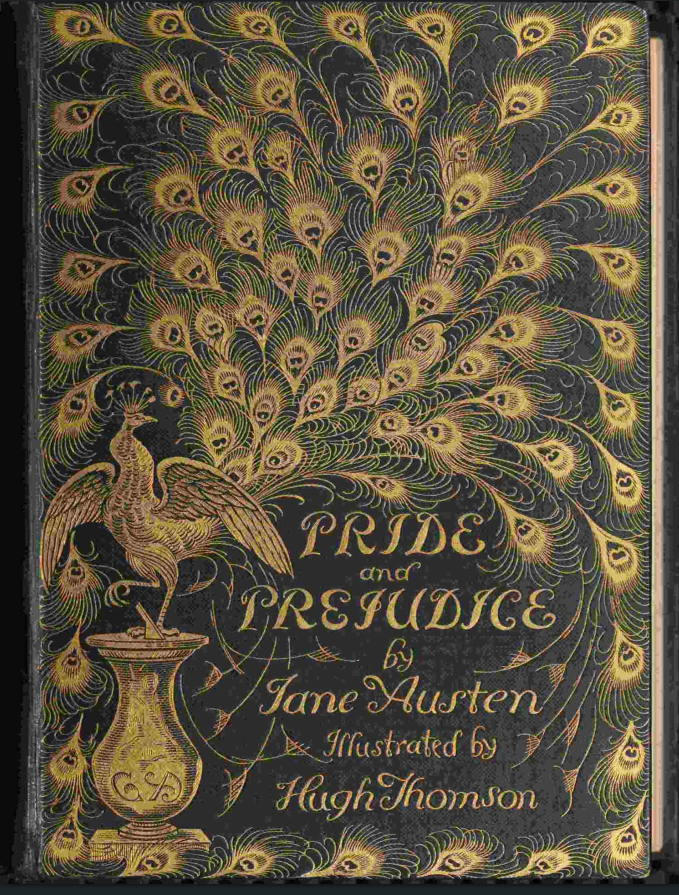 PRIDE
and
PREJUDICE
by
Jane Austen
Illustrated by
Hugh Thomson